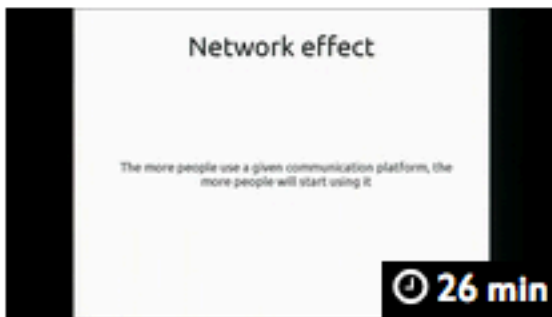 Network effect
The more people use a given communication platform, the
more people will start using it
26 min